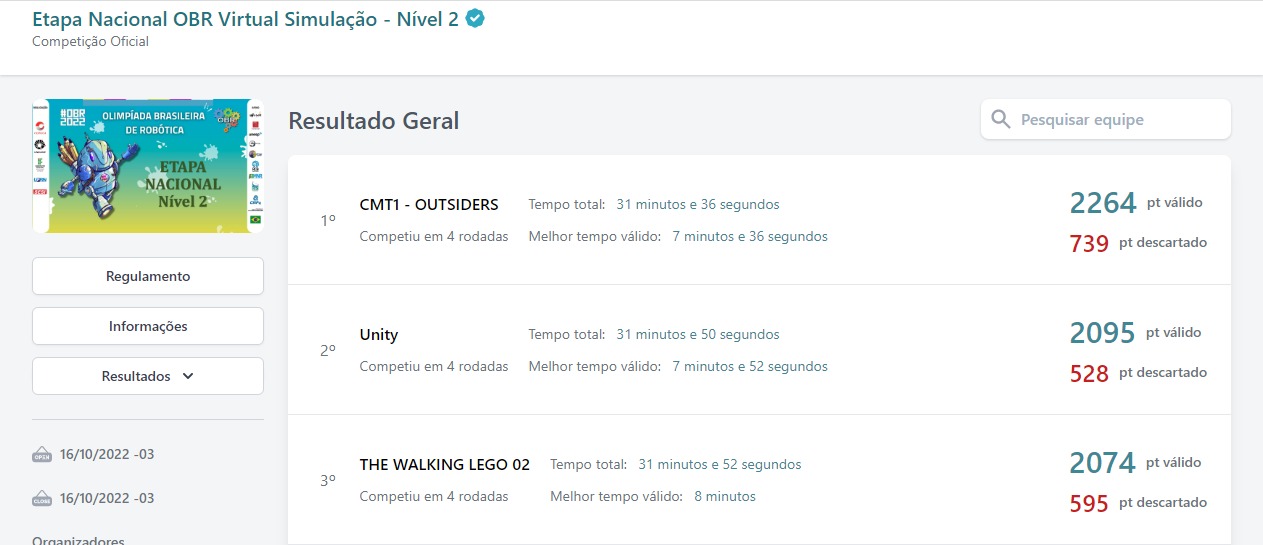 Etapa Nacional OBR Virtual Simulação - Nível 2
Competição Oficial
#OBR
2022
OLIMPÍADA BRASILEIRA
DE ROBÓTICA
OBR
ETAPA
NACIONAL
Nível 2
Regulamento
Informações
Resultados
OPEN 16/10/2022 -03
CLOSE 16/10/2022 -03
Organizadores
Resultado Geral
Pesquisar equipe
1º
CMT1 - OUTSIDERS
Tempo total: 31 minutos e 36 segundos
2264 pt válido
Competiu em 4 rodadas
Melhor tempo válido: 7 minutos e 36 segundos
739 pt descartado
2º
Unity
Tempo total: 31 minutos e 50 segundos
2095 pt válido
Competiu em 4 rodadas
Melhor tempo válido: 7 minutos e 52 segundos
528 pt descartado
3º
THE WALKING LEGO 02
Tempo total: 31 minutos e 52 segundos
2074 pt válido
Competiu em 4 rodadas
Melhor tempo válido: 8 minutos
595 pt descartado